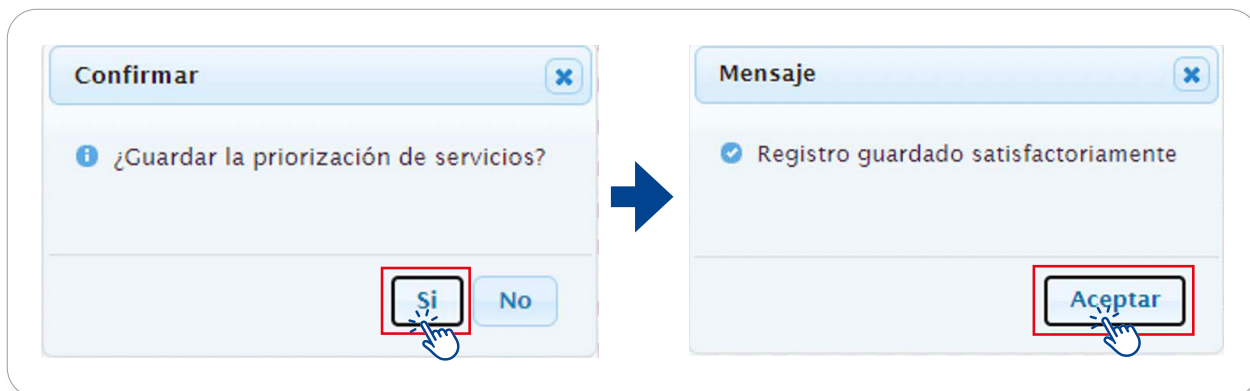 Confirmar
¿Guardar la priorización de servicios?
Si
No
Mensaje
Registro guardado satisfactoriamente
Aceptar